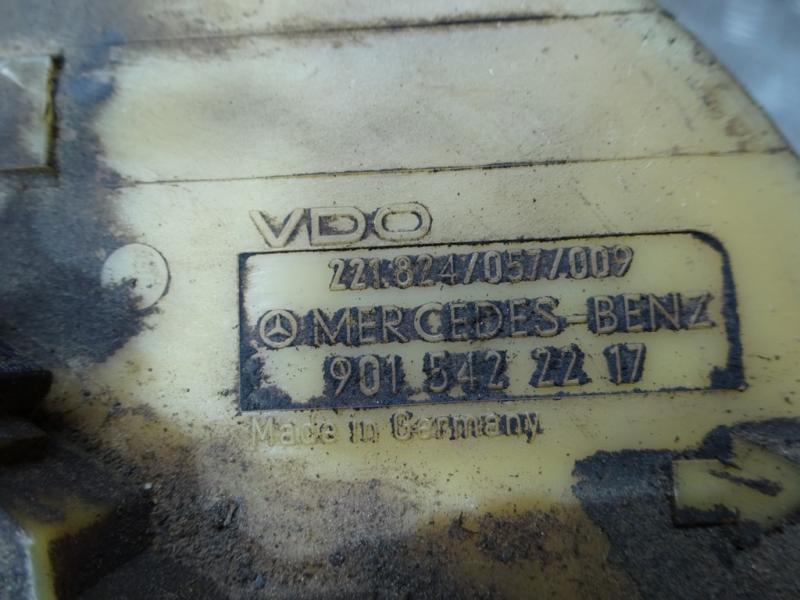 VDO
221.824/057/009
MERCEDES-BENZ
901 542 22 17
Made in Germany